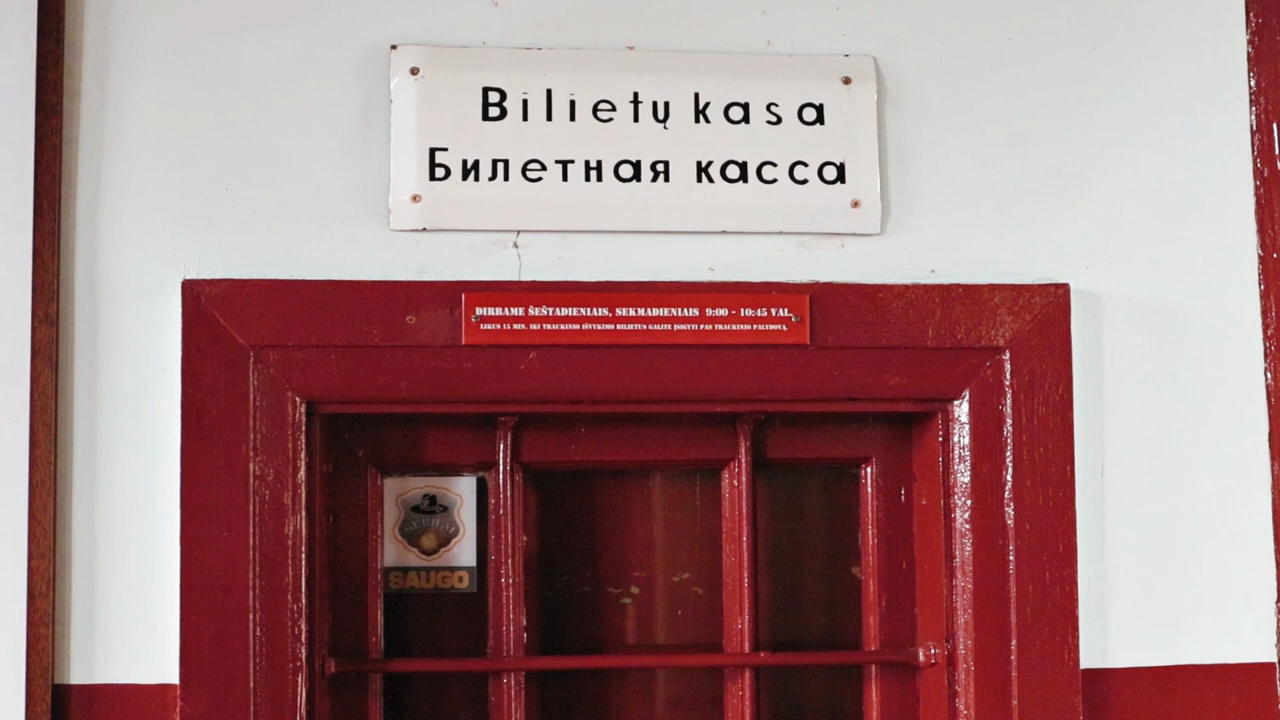 Bilietų kasa
Билетная касса
DIRBAME ŠEŠTADIENIAIS, SEKMADIENIAIS 9:00 - 10:45 VAL.
LIKUS 15 MIN. IKI TRAUKINIO IŠVYKIMO BILIETUS GALITE ĮSIGYTI PAS TRAUKINIO PALYDOVĄ.
SAUGO